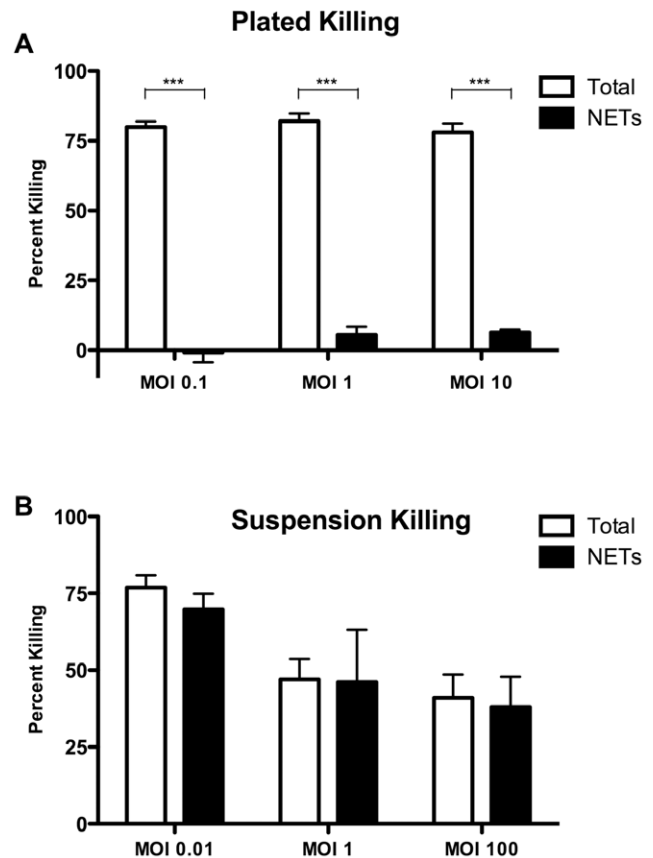 Plated Killing
A
Percent Killing
100
75
50
25
0
***
***
***
Total
NETs
MOI 0.1
MOI 1
MOI 10
B
Suspension Killing
Percent Killing
100
75
50
25
0
Total
NETs
MOI 0.01
MOI 1
MOI 100